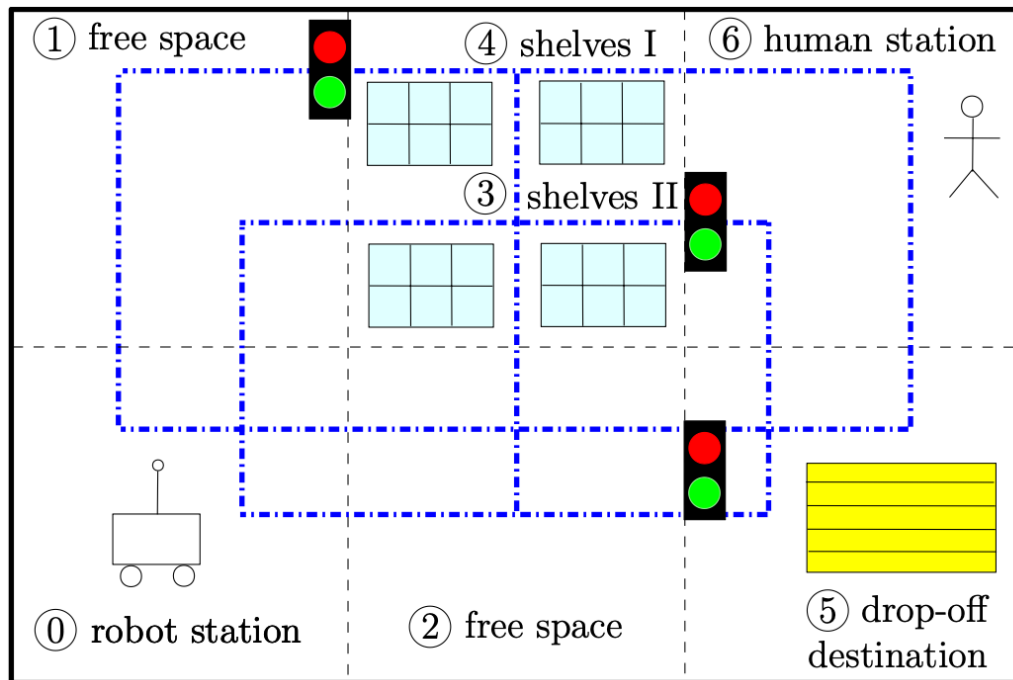 ① free space
④ shelves I
⑥ human station
③ shelves II
⓪ robot station
② free space
⑤ drop-off
destination